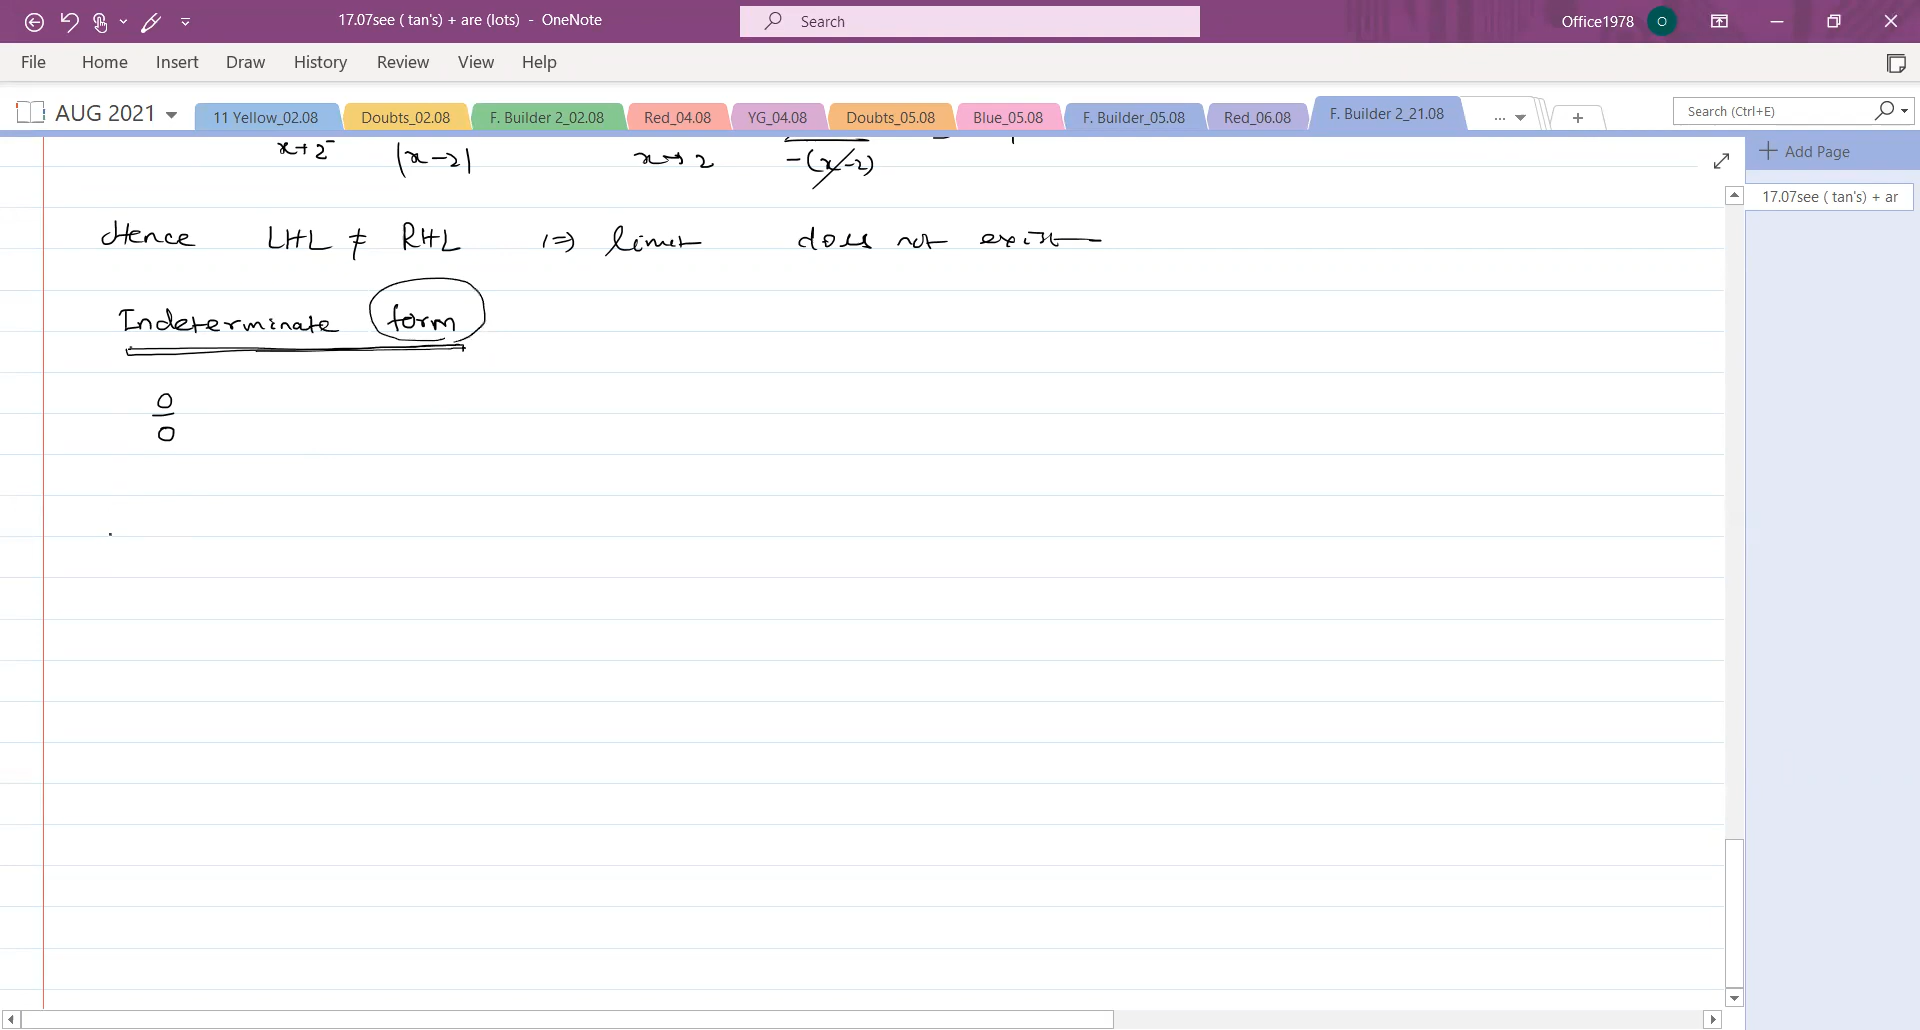 17.07see ( tan's) + are (lots) - OneNote
Search
Office1978
O
File Home Insert Draw History Review View Help
AUG 2021
11 Yellow_02.08 Doubts_02.08 F. Builder 2_02.08 Red_04.08 YG_04.08 Doubts_05.08 Blue_05.08 F. Builder_05.08 Red_06.08 F. Builder 2_21.08 ... +
Search (Ctrl+E)
Add Page
17.07see ( tan's) + ar
x→2⁻ |x-2| x→2 -(x-2)
Hence LHL ≠ RHL ⇒ limit does not exist
Indeterminate form
0
0